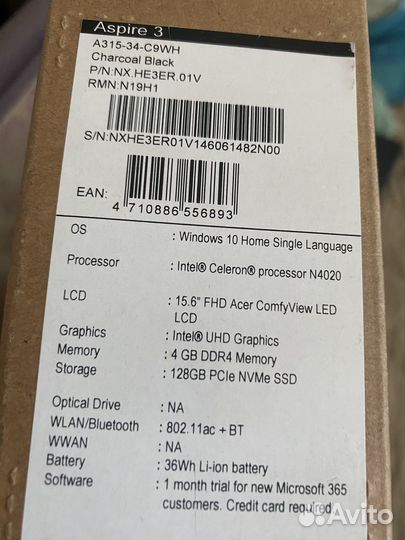 Aspire 3
A315-34-C9WH
Charcoal Black
P/N:NX.HE3ER.01V
RMN:N19H1
S/N:NXHE3ER01V146061482N00
EAN:
4 710886 556893
OS : Windows 10 Home Single Language
Processor : Intel® Celeron® processor N4020
LCD : 15.6" FHD Acer ComfyView LED
LCD
Graphics : Intel® UHD Graphics
Memory : 4 GB DDR4 Memory
Storage : 128GB PCIe NVMe SSD
Optical Drive : NA
WLAN/Bluetooth : 802.11ac + BT
WWAN : NA
Battery : 36Wh Li-ion battery
Software : 1 month trial for new Microsoft 365
customers. Credit card required.
Avito